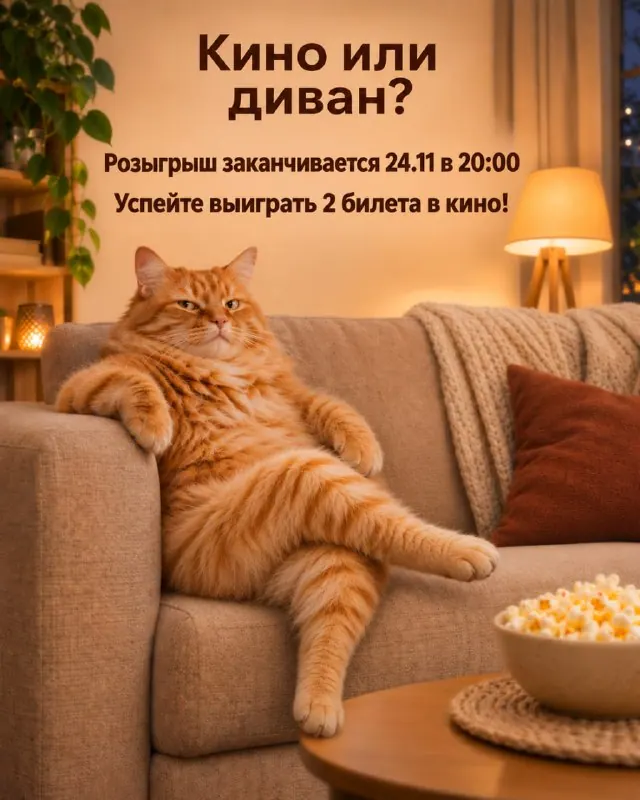 Кино или
диван?
Розыгрыш заканчивается 24.11 в 20:00
Успейте выиграть 2 билета в кино!